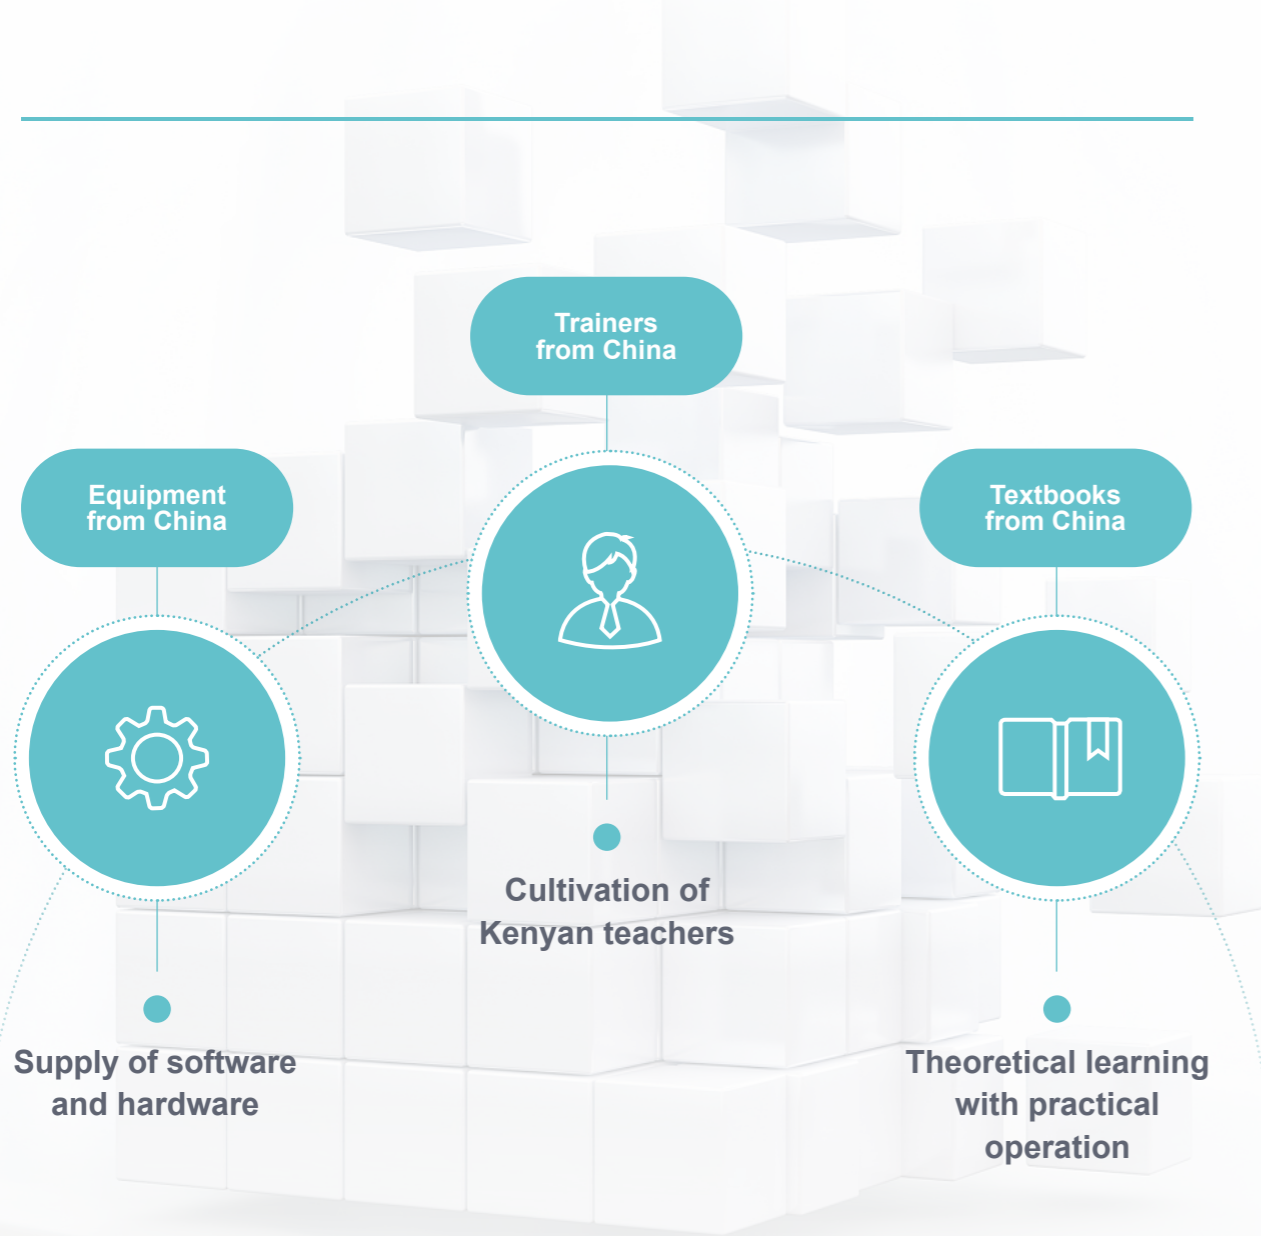 Trainers
from China
Equipment
from China
Textbooks
from China
Cultivation of
Kenyan teachers
Supply of software
and hardware
Theoretical learning
with practical
operation